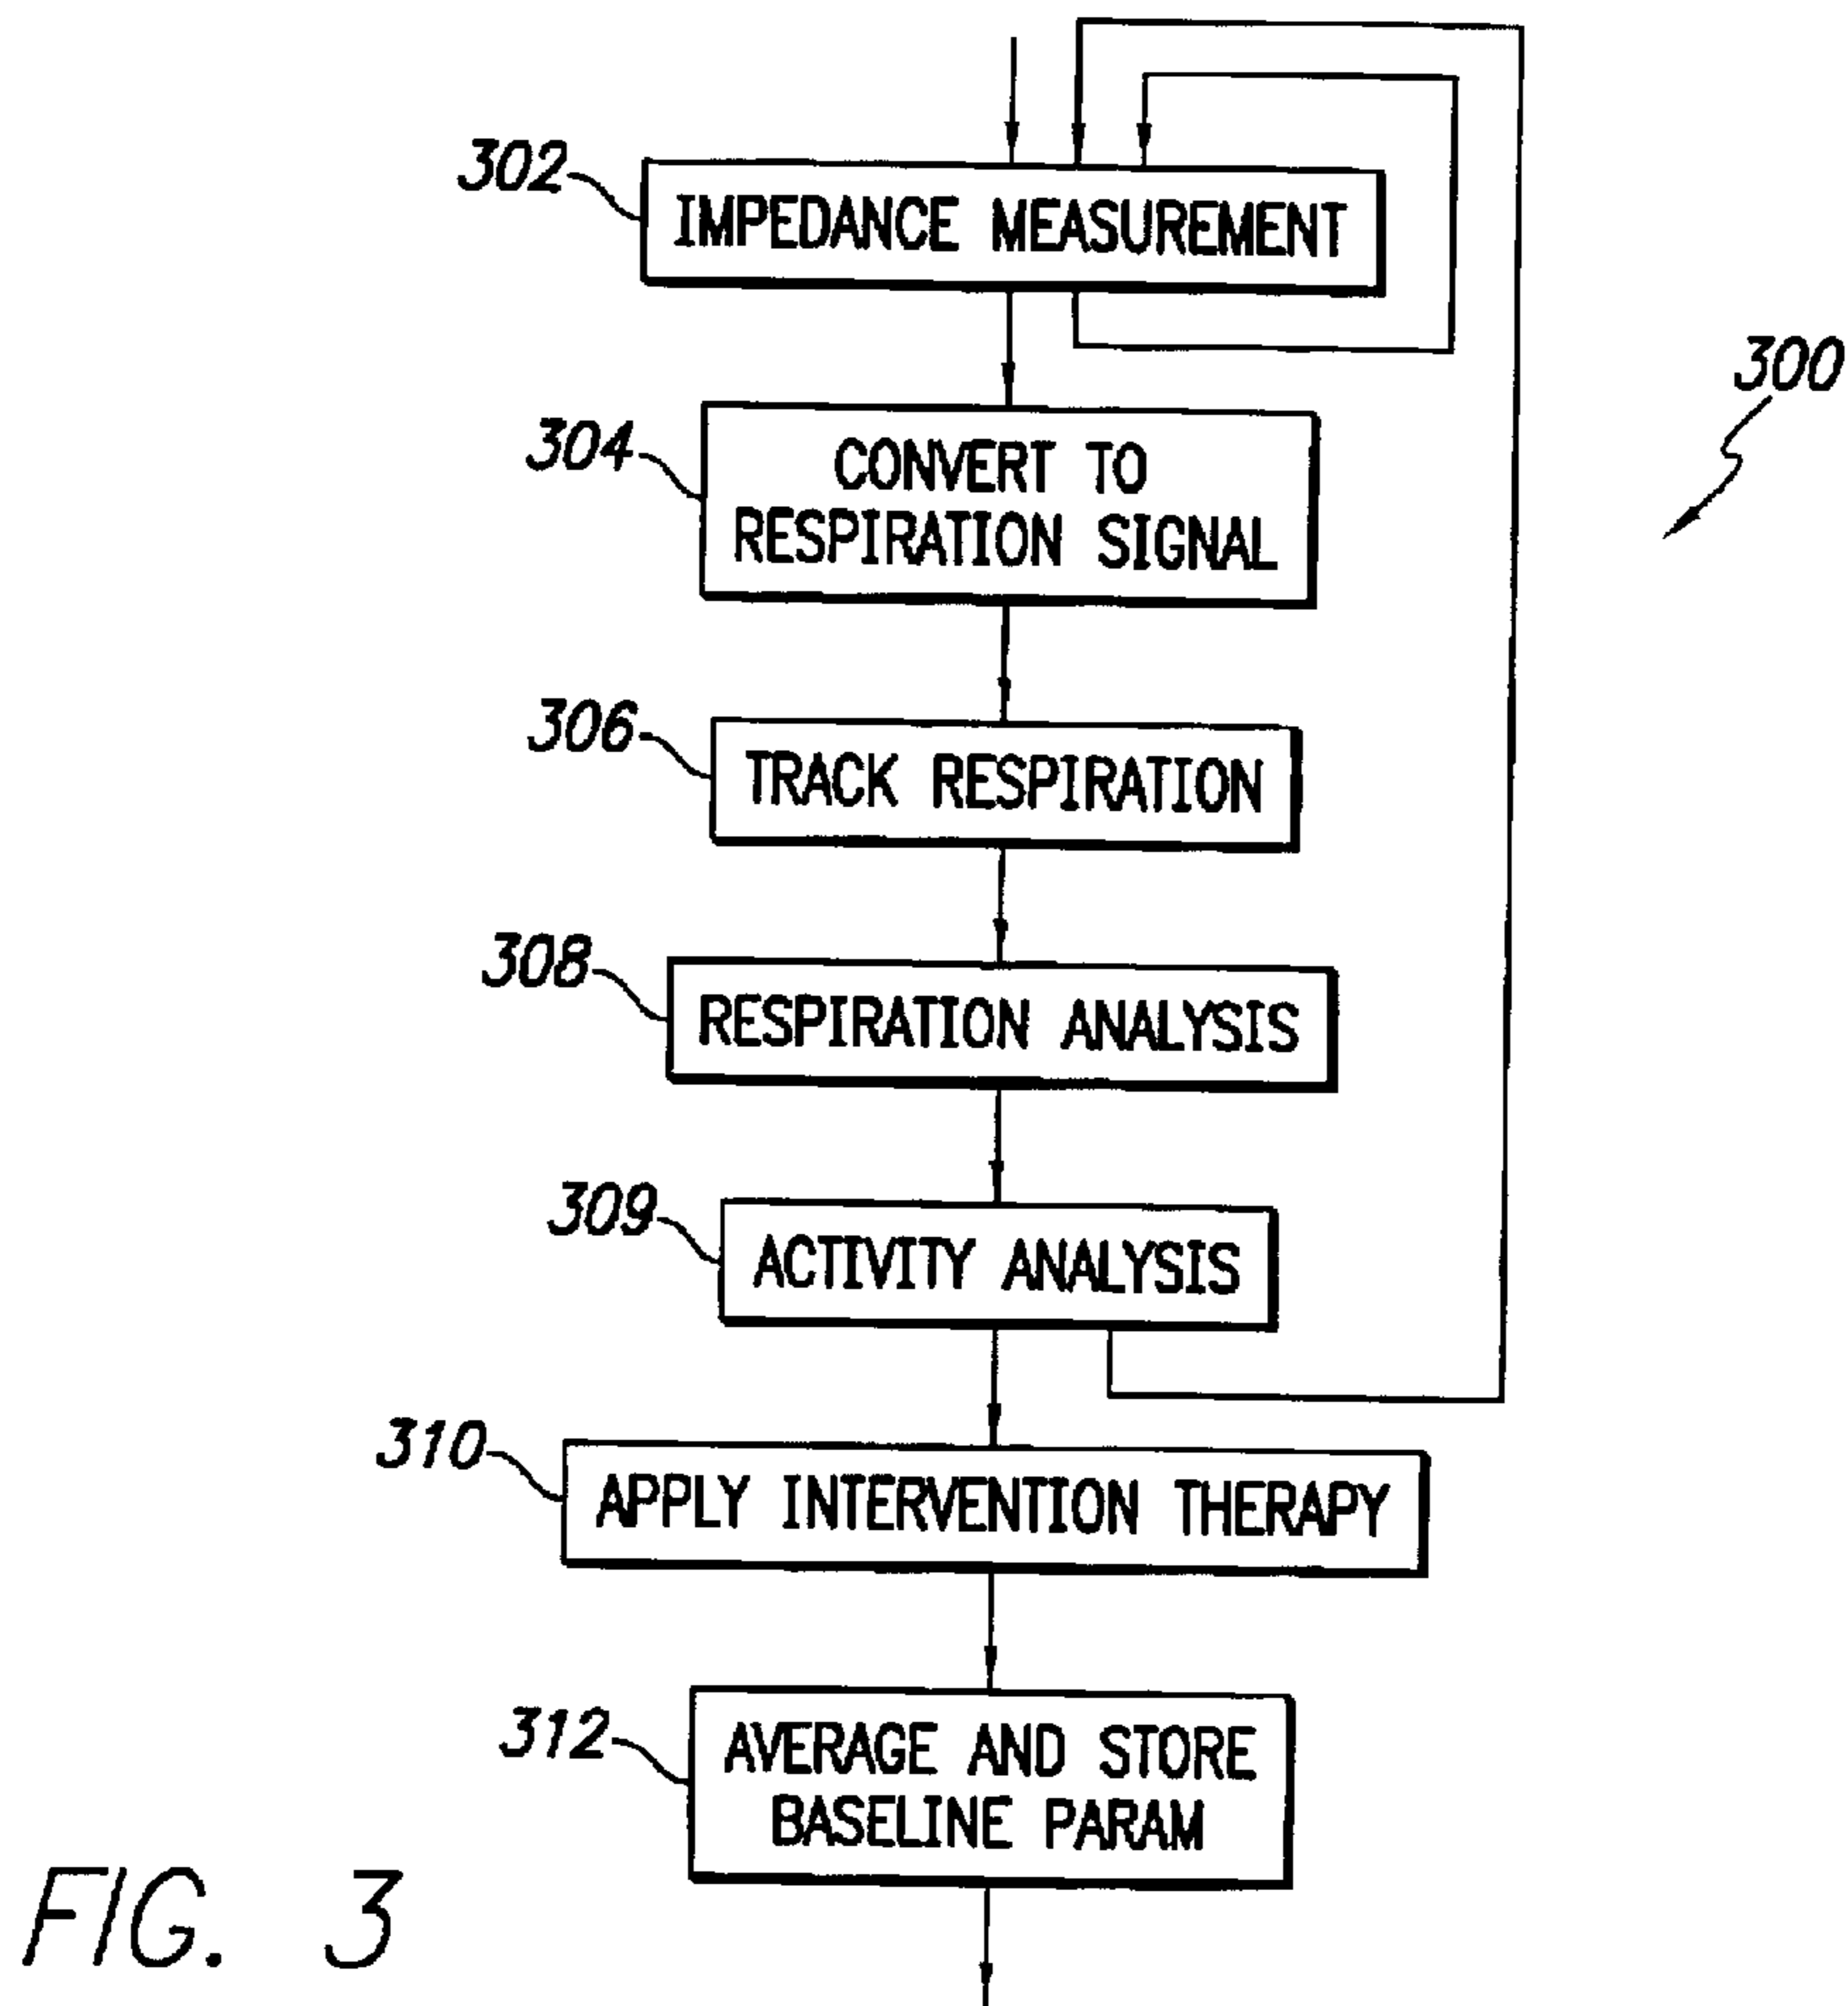 302
IMPEDANCE MEASUREMENT
300
304
CONVERT TO
RESPIRATION SIGNAL
306
TRACK RESPIRATION
308
RESPIRATION ANALYSIS
309
ACTIVITY ANALYSIS
310
APPLY INTERVENTION THERAPY
312
AVERAGE AND STORE
BASELINE PARAM
FIG. 3